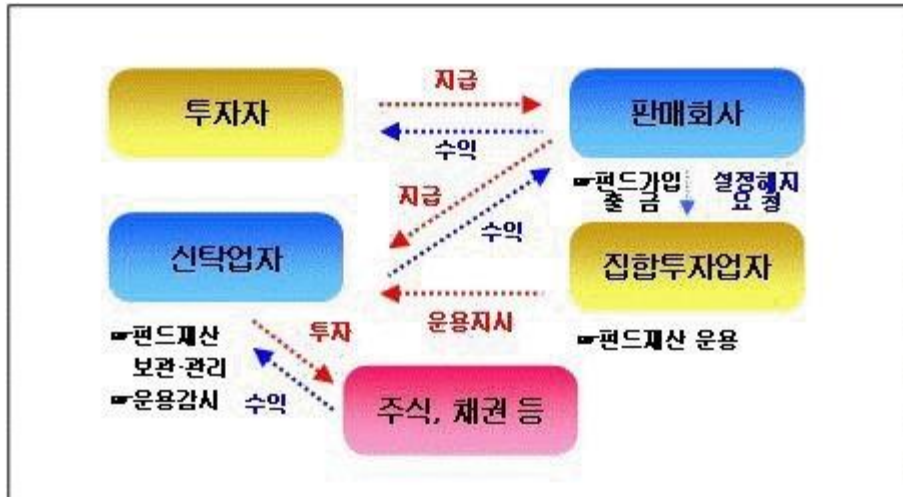 지급
투자자
판매회사
수익
☞펀드가입
출 금
설정해지
요 청
지급
수익
신탁업자
집합투자업자
운용지시
☞펀드재산
보관·관리
☞운용감시
투자
수익
☞펀드재산 운용
주식, 채권 등